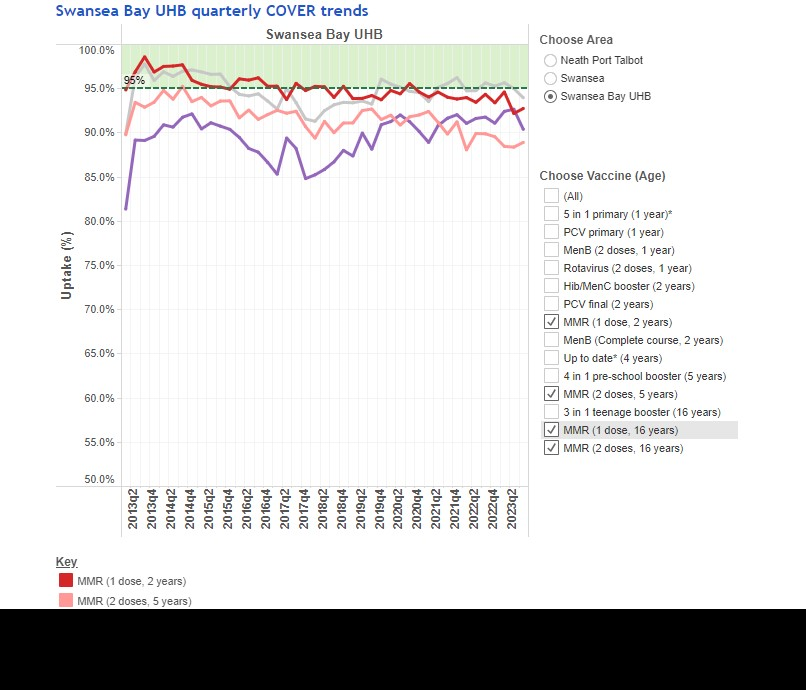 Swansea Bay UHB quarterly COVER trends
Swansea Bay UHB
100.0%
95%
95.0%
90.0%
85.0%
80.0%
75.0%
70.0%
65.0%
60.0%
55.0%
50.0%
Uptake (%)
2013q2
2013q4
2014q2
2014q4
2015q2
2015q4
2016q2
2016q4
2017q2
2017q4
2018q2
2018q4
2019q2
2019q4
2020q2
2020q4
2021q2
2021q4
2022q2
2022q4
2023q2
Choose Area
Neath Port Talbot
Swansea
Swansea Bay UHB
Choose Vaccine (Age)
(All)
5 in 1 primary (1 year)*
PCV primary (1 year)
MenB (2 doses, 1 year)
Rotavirus (2 doses, 1 year)
Hib/MenC booster (2 years)
PCV final (2 years)
MMR (1 dose, 2 years)
MenB (Complete course, 2 years)
Up to date* (4 years)
4 in 1 pre-school booster (5 years)
MMR (2 doses, 5 years)
3 in 1 teenage booster (16 years)
MMR (1 dose, 16 years)
MMR (2 doses, 16 years)
Key
MMR (1 dose, 2 years)
MMR (2 doses, 5 years)